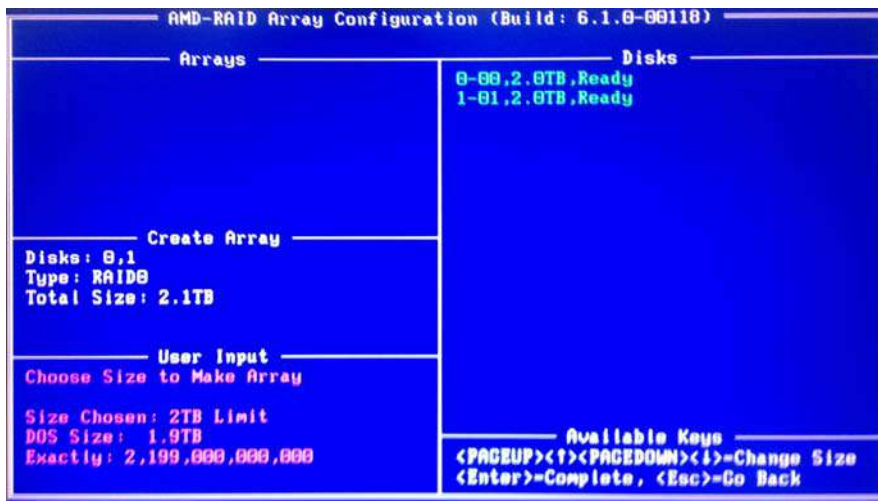 AMD-RAID Array Configuration (Build: 6.1.0-00118)
Arrays
Create Array
Disks: 0,1
Type: RAID0
Total Size: 2.1TB
User Input
Choose Size to Make Array
Size Chosen: 2TB Limit
DOS Size: 1.9TB
Exactly: 2,199,000,000,000
Disks
0-00,2.0TB,Ready
1-01,2.0TB,Ready
Available Keys
<PAGEUP><↑><PAGEDOWN><↓>=Change Size
<Enter>=Complete, <Esc>=Go Back